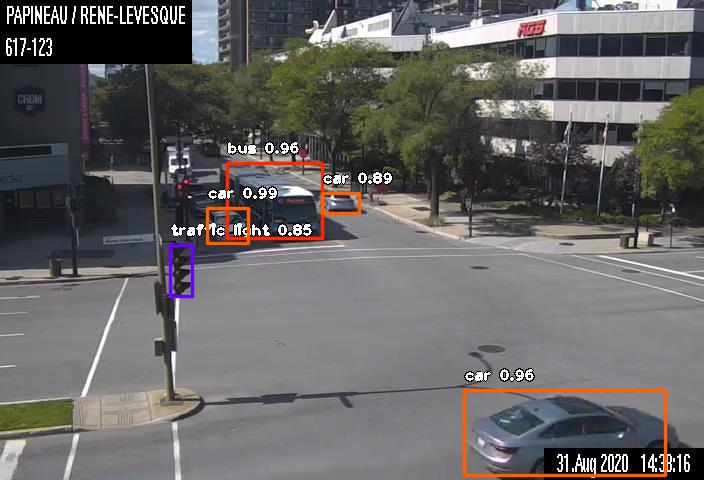 PAPINEAU / RENE-LEVESQUE
617-123
RGS
CHOM
bus 0.96
car 0.89
car 0.99
traffic light 0.85
car 0.96
31.Aug 2020 14:38:16